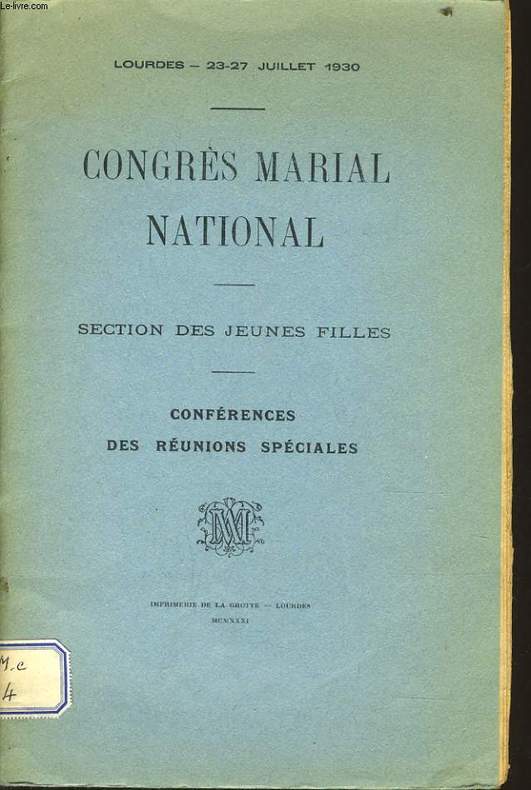 Le-livre.com
LOURDES — 23-27 JUILLET 1930
CONGRÈS MARIAL
NATIONAL
SECTION DES JEUNES FILLES
CONFÉRENCES
DES RÉUNIONS SPÉCIALES
IMPRIMERIE DE LA GROTTE — LOURDES
MCMXXXI
M.c
4